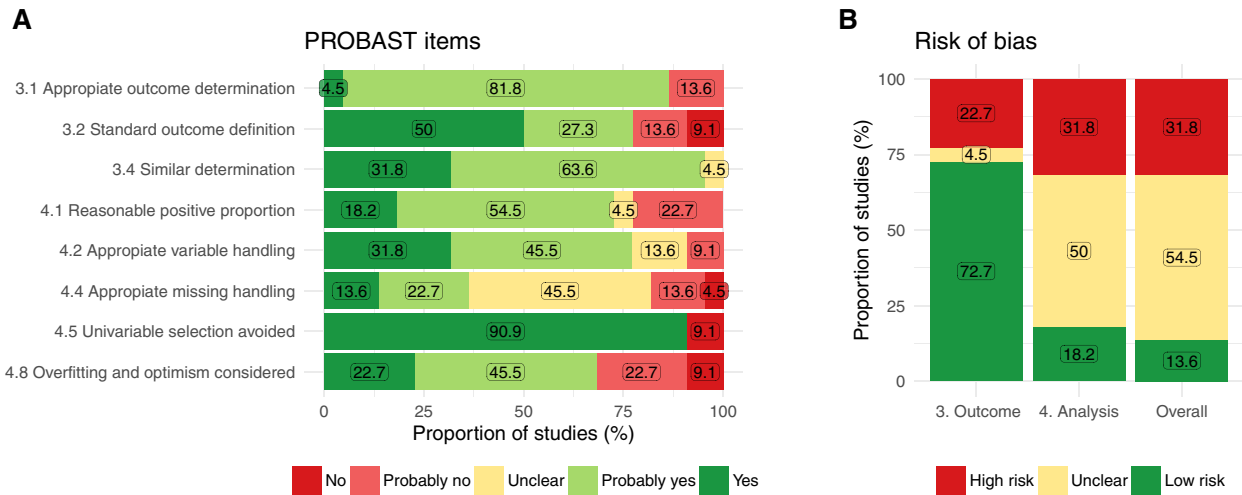 A
PROBAST items
3.1 Appropiate outcome determination
4.5 81.8 13.6
3.2 Standard outcome definition
50 27.3 13.6 9.1
3.4 Similar determination
31.8 63.6 4.5
4.1 Reasonable positive proportion
18.2 54.5 4.5 22.7
4.2 Appropiate variable handling
31.8 45.5 13.6 9.1
4.4 Appropiate missing handling
13.6 22.7 45.5 13.6 4.5
4.5 Univariable selection avoided
90.9 9.1
4.8 Overfitting and optimism considered
22.7 45.5 22.7 9.1
0 25 50 75 100
Proportion of studies (%)
No Probably no Unclear Probably yes Yes
B
Risk of bias
Proportion of studies (%)
100
75
50
25
0
22.7 31.8 31.8
4.5 50 54.5
72.7 18.2 13.6
3. Outcome 4. Analysis Overall
High risk Unclear Low risk